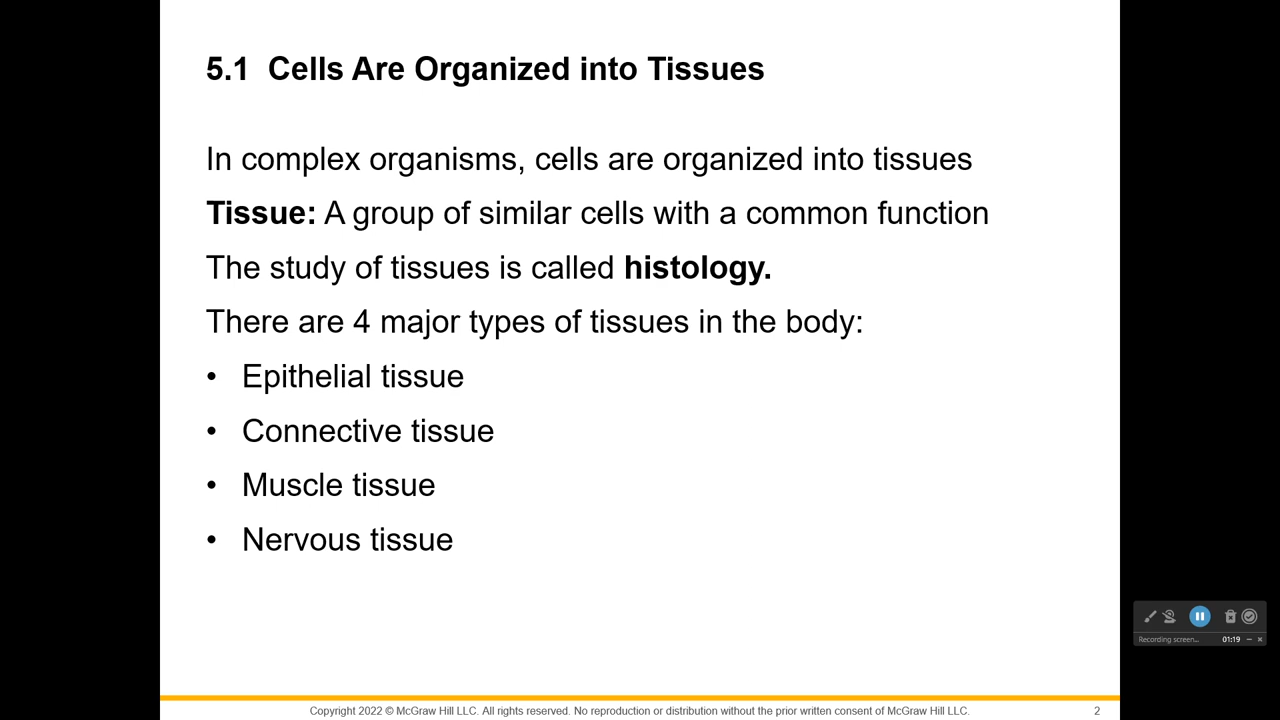 5.1 Cells Are Organized into Tissues
In complex organisms, cells are organized into tissues
Tissue: A group of similar cells with a common function
The study of tissues is called histology.
There are 4 major types of tissues in the body:
• Epithelial tissue
• Connective tissue
• Muscle tissue
• Nervous tissue
Recording screen... 01:19
Copyright 2022 © McGraw Hill LLC. All rights reserved. No reproduction or distribution without the prior written consent of McGraw Hill LLC. 2